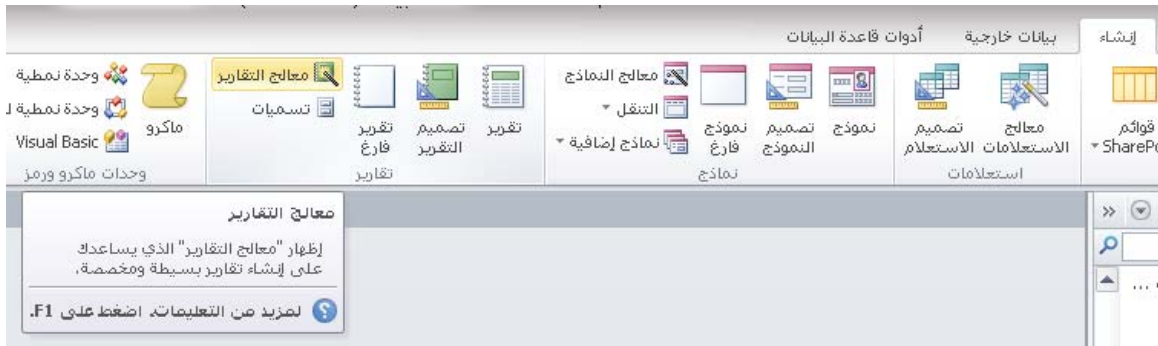 إنشاء
بيانات خارجية
أدوات قاعدة البيانات
قوائم
SharePo
معالج
الاستعلامات
تصميم
الاستعلام
استعلامات
نموذج
تصميم
النموذج
نموذج
فارغ
معالج النماذج
التنقل
نماذج إضافية
نماذج
تقرير
تصميم
التقرير
تقرير
فارغ
معالج التقارير
تسميات
تقارير
ماكرو
وحدة نمطية
وحدة نمطية
Visual Basic
وحدات ماكرو ورمز
معالج التقارير
إظهار "معالج التقارير" الذي يساعدك
على إنشاء تقارير بسيطة ومخصصة.
لمزيد من التعليمات، اضغط على F1.